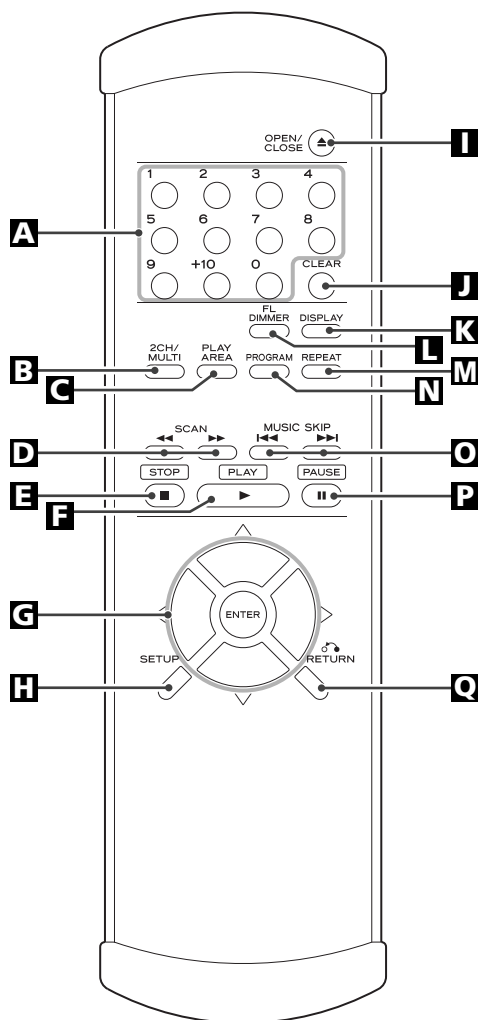 OPEN/
CLOSE
I
1 2 3 4
A
5 6 7 8
9 +10 0 CLEAR
J
FL
DIMMER DISPLAY
K
L
2CH/
MULTI PLAY
AREA PROGRAM REPEAT
B
C
M
N
SCAN MUSIC SKIP
D
O
STOP PLAY PAUSE
E
F
P
G
ENTER
SETUP RETURN
H
Q